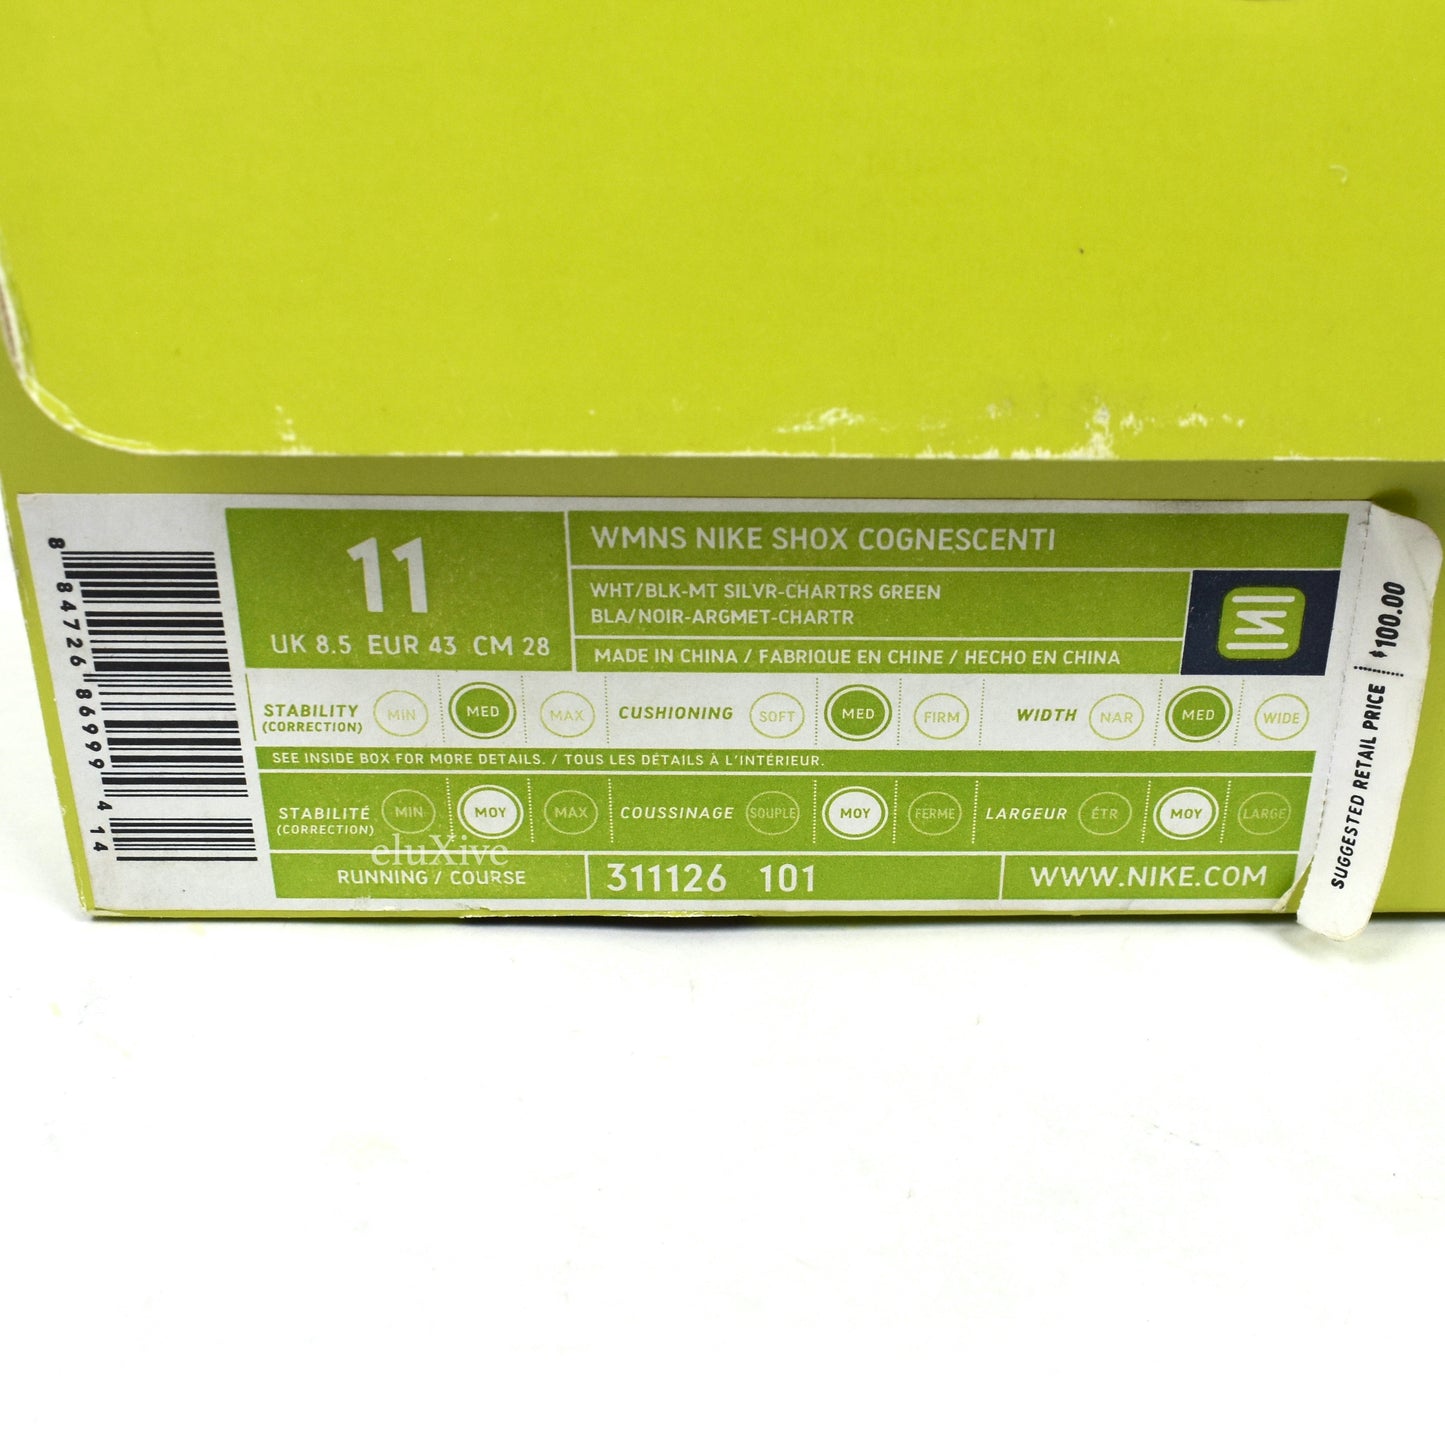 11
UK 8.5 EUR 43 CM 28
WMNS NIKE SHOX COGNESCENTI
WHT/BLK-MT SILVR-CHARTRS GREEN
BLA/NOIR-ARGMET-CHARTR
MADE IN CHINA / FABRIQUE EN CHINE / HECHO EN CHINA
STABILITY MIN MED MAX CUSHIONING SOFT MED FIRM WIDTH NAR MED WIDE
(CORRECTION)
SEE INSIDE BOX FOR MORE DETAILS. / TOUS LES DÉTAILS À L'INTÉRIEUR.
STABILITÉ MIN MOY MAX COUSSINAGE SOUPLE MOY FERME LARGEUR ÉTR MOY LARGE
(CORRECTION)
eluXive
RUNNING / COURSE
311126 101
WWW.NIKE.COM
8 84726 86999 4 14
SUGGESTED RETAIL PRICE $100.00